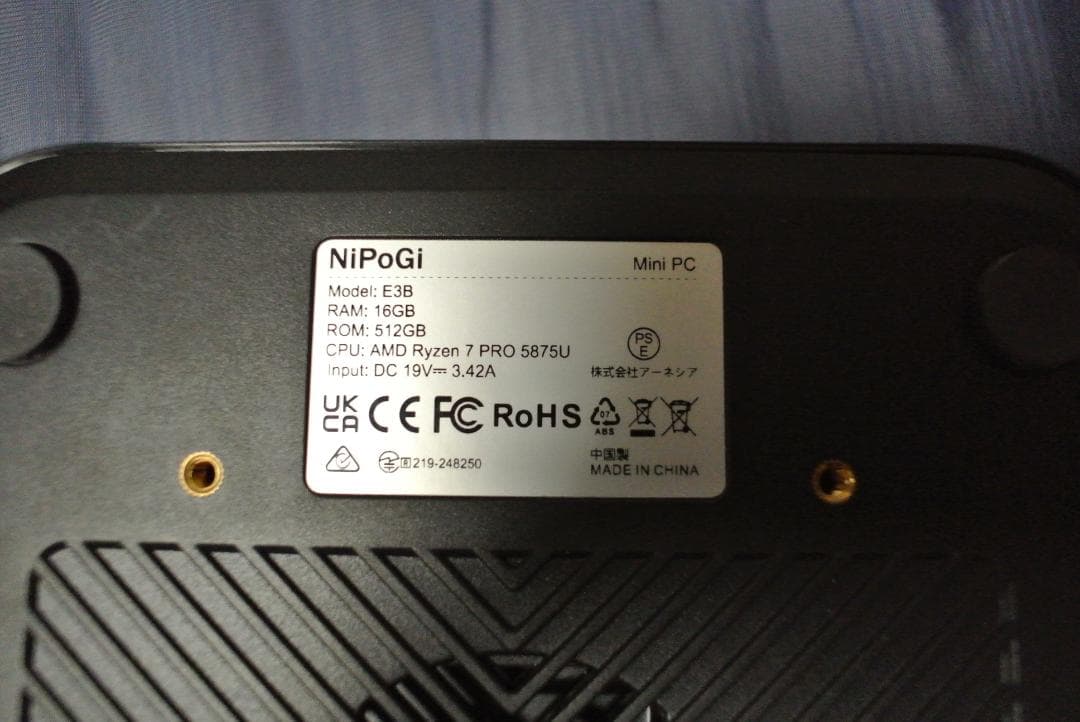 NiPoGi
Mini PC
Model: E3B
RAM: 16GB
ROM: 512GB
CPU: AMD Ryzen 7 PRO 5875U
Input: DC 19V⎓ 3.42A
PS
E
株式会社アーネシア
UK
CA CE FC RoHS
07
ABS
R 219-248250
中国製
MADE IN CHINA